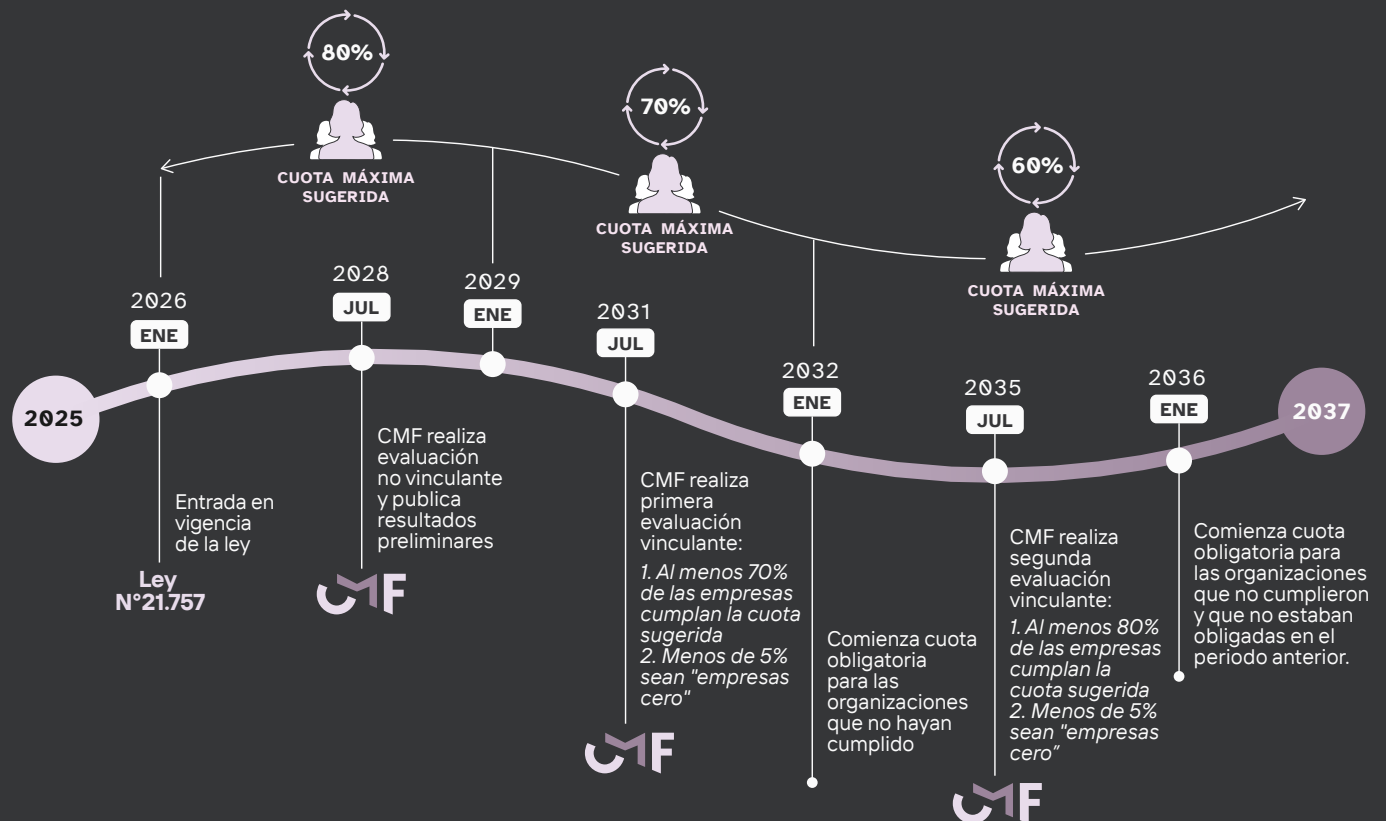 80%
CUOTA MÁXIMA
SUGERIDA
70%
CUOTA MÁXIMA
SUGERIDA
60%
CUOTA MÁXIMA
SUGERIDA
2025
2026
ENE
Entrada en
vigencia
de la ley
Ley
N°21.757
2028
JUL
CMF realiza
evaluación
no vinculante
y publica
resultados
preliminares
CMF
2029
ENE
2031
JUL
CMF realiza
primera
evaluación
vinculante:
1. Al menos 70%
de las empresas
cumplan la cuota
sugerida
2. Menos de 5%
sean "empresas
cero"
CMF
2032
ENE
Comienza cuota
obligatoria
para las
organizaciones
que no hayan
cumplido
2035
JUL
CMF realiza
segunda
evaluación
vinculante:
1. Al menos 80%
de las empresas
cumplan la
cuota sugerida
2. Menos de 5%
sean "empresas
cero"
CMF
2036
ENE
Comienza cuota
obligatoria para
las organizaciones
que no cumplieron
y que no estaban
obligadas en el
periodo anterior.
2037